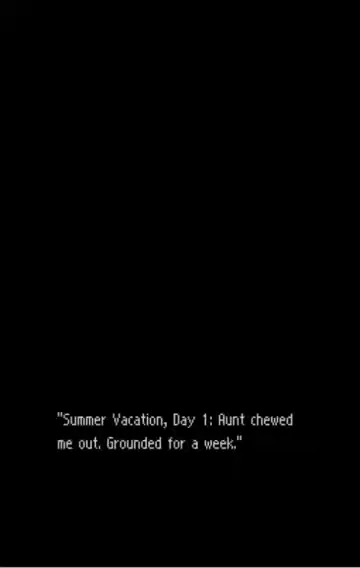 "Summer Vacation, Day 1: Aunt chewed
me out. Grounded for a week."